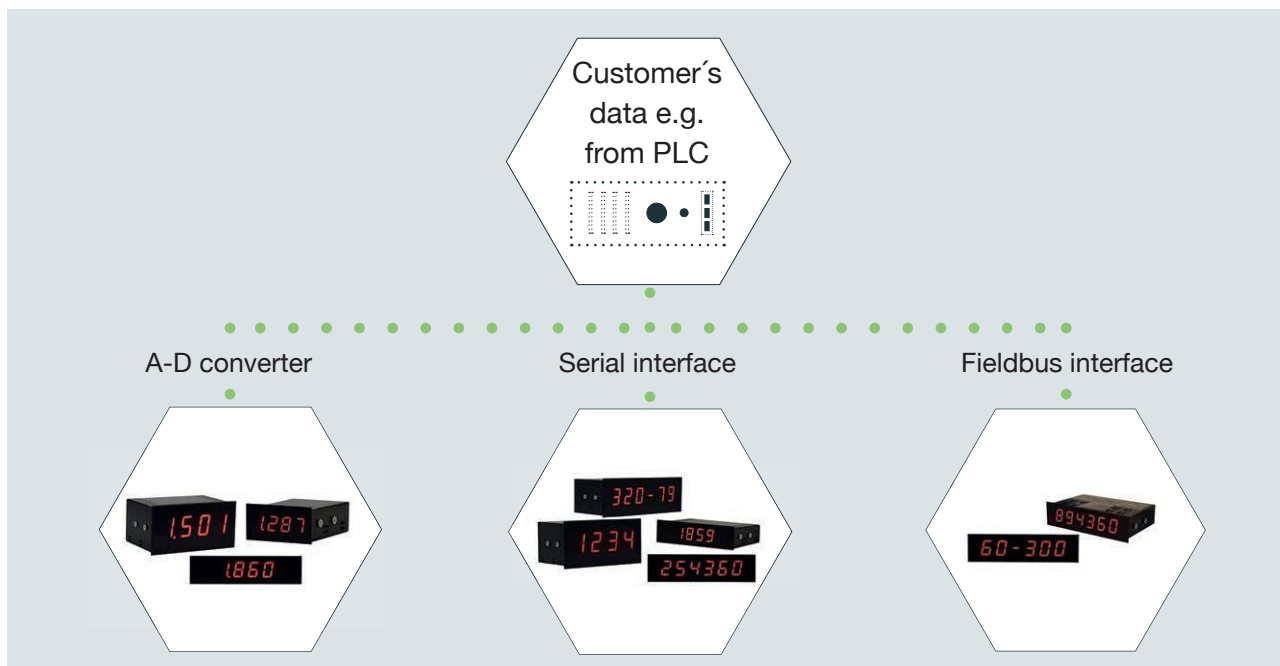 Customer´s
data e.g.
from PLC
A-D converter
Serial interface
Fieldbus interface
1.501
1.287
1.860
320-79
1234
1859
254360
894360
60-300